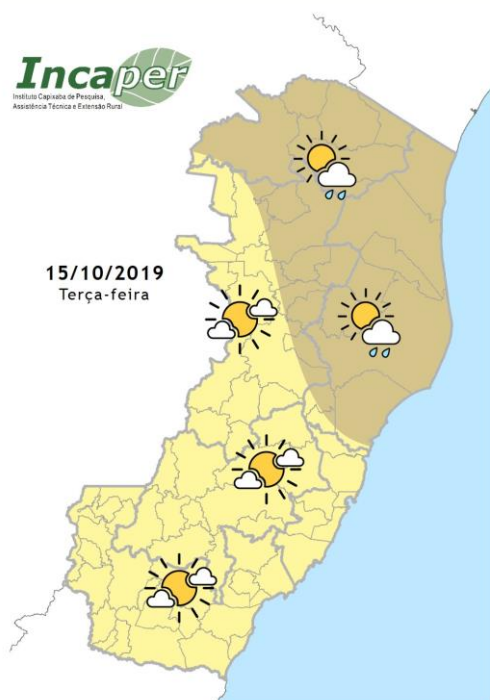 Incaper
Instituto Capixaba de Pesquisa,
Assistência Técnica e Extensão Rural
15/10/2019
Terça-feira